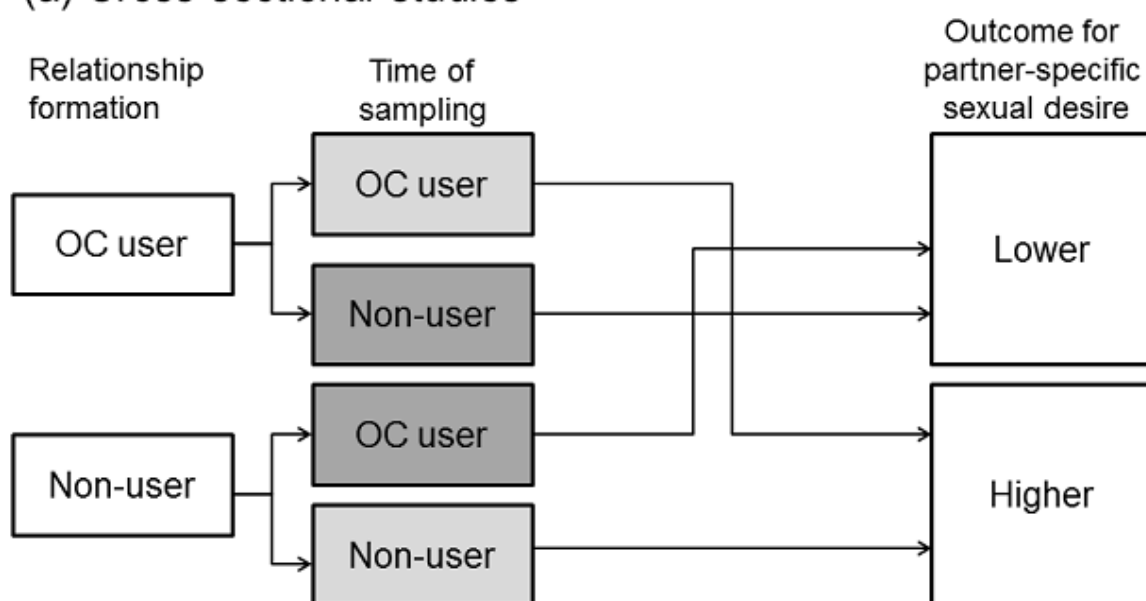 (a) Cross-sectional studies
Relationship
formation
Time of
sampling
Outcome for
partner-specific
sexual desire
OC user
OC user
Non-user
Lower
Non-user
OC user
Non-user
Higher